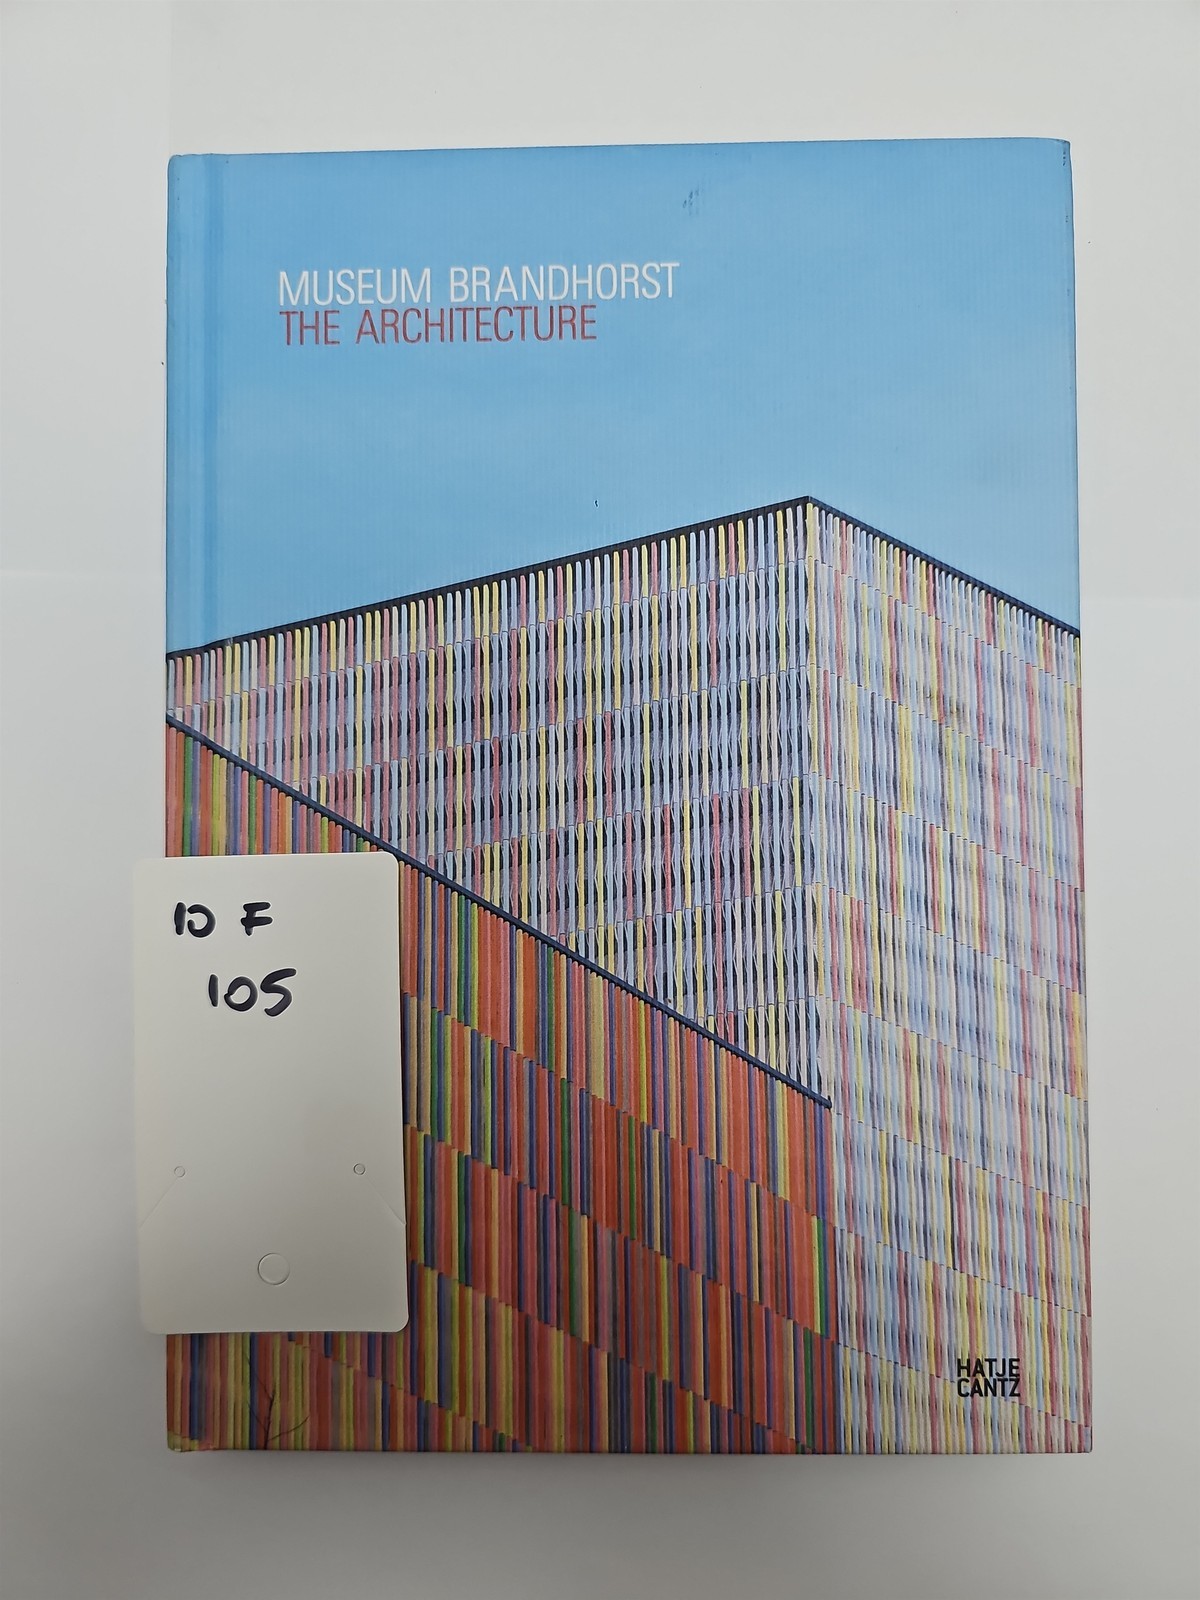 MUSEUM BRANDHORST
THE ARCHITECTURE
10 F
105
HATJE
CANTZ